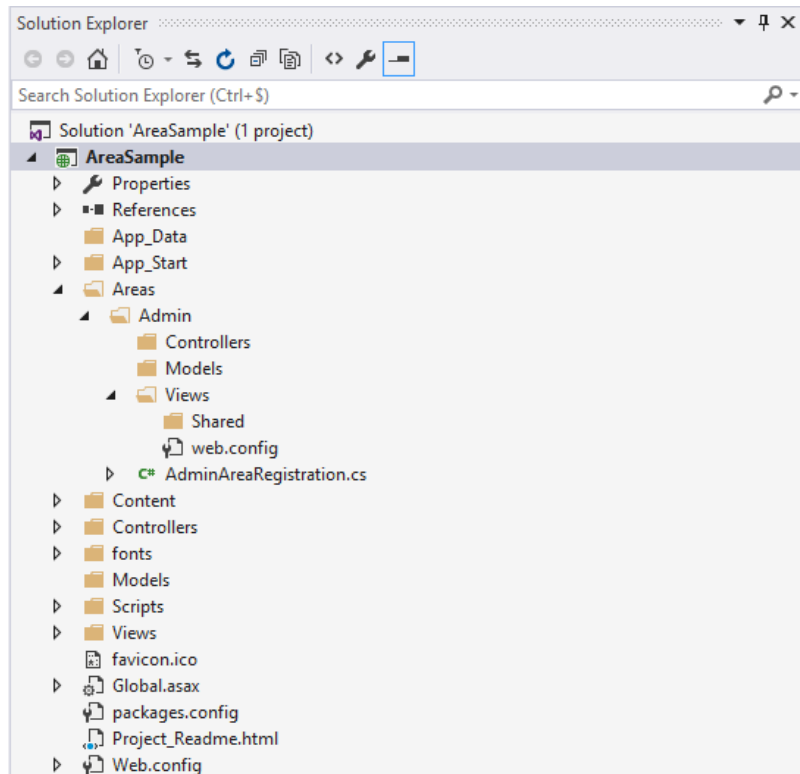 Solution Explorer
Search Solution Explorer (Ctrl+$)
Solution 'AreaSample' (1 project)
AreaSample
Properties
References
App_Data
App_Start
Areas
Admin
Controllers
Models
Views
Shared
web.config
C# AdminAreaRegistration.cs
Content
Controllers
fonts
Models
Scripts
Views
favicon.ico
Global.asax
packages.config
Project_Readme.html
Web.config